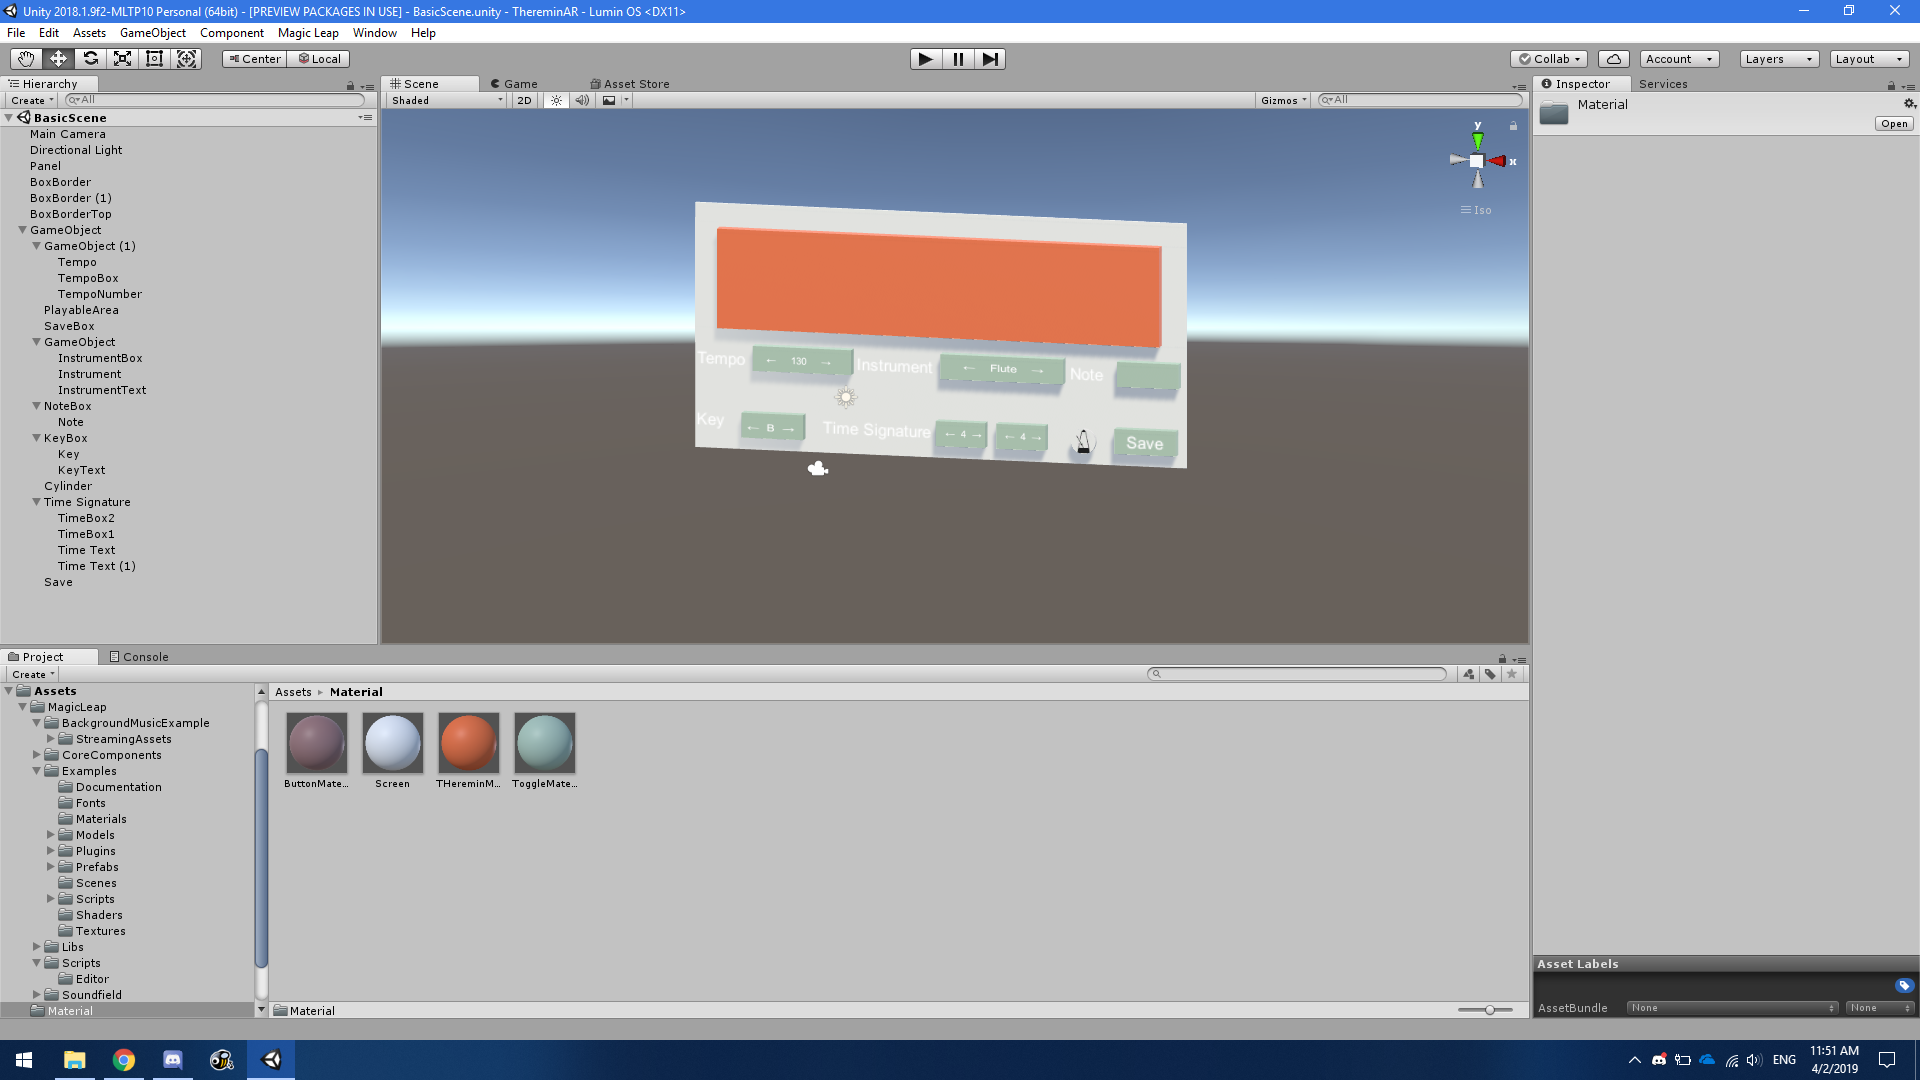 Unity 2018.1.9f2-MLTP10 Personal (64bit) - [PREVIEW PACKAGES IN USE] - BasicScene.unity - ThereminAR - Lumin OS <DX11>
File Edit Assets GameObject Component Magic Leap Window Help
Center Local Collab Account Layers Layout
Hierarchy
Create All
BasicScene
Main Camera
Directional Light
Panel
BoxBorder
BoxBorder (1)
BoxBorderTop
GameObject
GameObject (1)
Tempo
TempoBox
TempoNumber
PlayableArea
SaveBox
GameObject
InstrumentBox
Instrument
InstrumentText
NoteBox
Note
KeyBox
Key
KeyText
Cylinder
Time Signature
TimeBox2
TimeBox1
Time Text
Time Text (1)
Save
Scene Game Asset Store
Shaded 2D Gizmos All
y
x
Iso
Tempo ← 130 → Instrument ← Flute → Note
Key ← B → Time Signature ← 4 → ← 4 → Save
Inspector Services
Material
Open
Project Console
Create
Assets
MagicLeap
BackgroundMusicExample
StreamingAssets
CoreComponents
Examples
Documentation
Fonts
Materials
Models
Plugins
Prefabs
Scenes
Scripts
Shaders
Textures
Libs
Scripts
Editor
Soundfield
Material
Assets ▸ Material
ButtonMate... Screen THereminM... ToggleMate...
Material
Asset Labels
AssetBundle None None
ENG
11:51 AM
4/2/2019